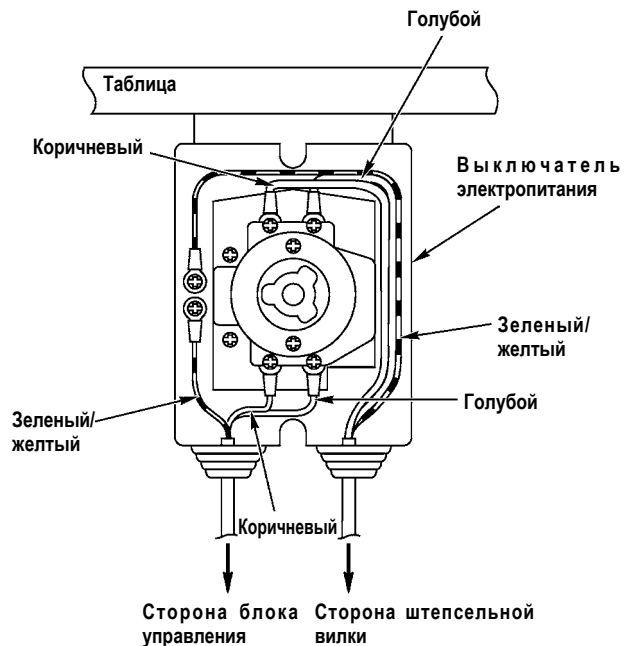 Голубой
Таблица
Коричневый
Выключатель
электропитания
Зеленый/
желтый
Голубой
Зеленый/
желтый
Коричневый
Сторона блока
управления
Сторона штепсельной
вилки